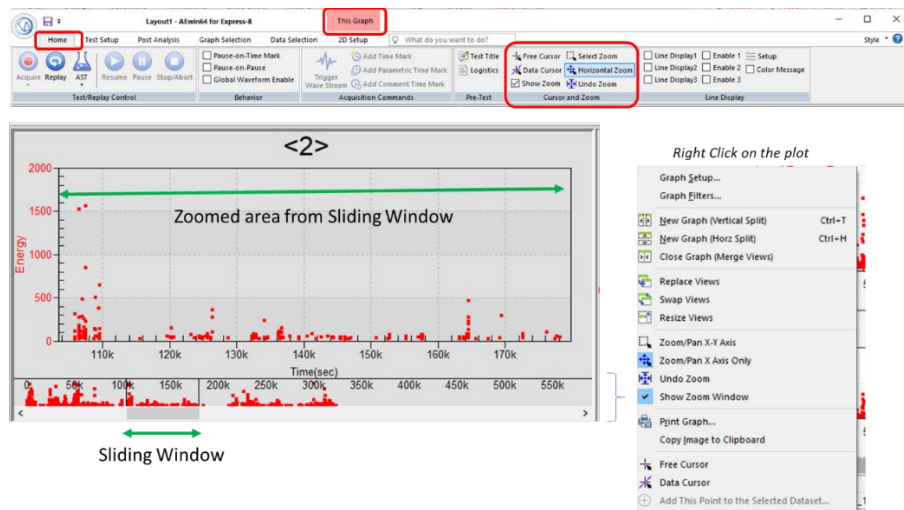 Layout1 - AEwin64 for Express-8
This Graph
Home Test Setup Post Analysis Graph Selection Data Selection 2D Setup What do you want to do? Style
Acquire Replay AST Resume Pause Stop/Abort
Test/Replay Control
Pause-on-Time Mark
Pause-on-Pause
Global Waveform Enable
Behavior
Trigger
Wave Stream
Add Time Mark
Add Parametric Time Mark
Add Comment Time Mark
Acquisition Commands
Test Title
Logistics
Pre-Test
Free Cursor Select Zoom
Data Cursor Horizontal Zoom
Show Zoom Undo Zoom
Cursor and Zoom
Line Display1 Enable 1 Setup
Line Display2 Enable 2 Color Message
Line Display3 Enable 3
Line Display
<2>
2000
1500
1000
500
0
Energy
Zoomed area from Sliding Window
110k 120k 130k 140k 150k 160k 170k
Time(sec)
0 50k 100k 150k 200k 250k 300k 350k 400k 450k 500k 550k
Sliding Window
Right Click on the plot
Graph Setup...
Graph Filters...
New Graph (Vertical Split) Ctrl+T
New Graph (Horz Split) Ctrl+H
Close Graph (Merge Views)
Replace Views
Swap Views
Resize Views
Zoom/Pan X-Y Axis
Zoom/Pan X Axis Only
Undo Zoom
Show Zoom Window
Print Graph...
Copy Image to Clipboard
Free Cursor
Data Cursor
Add This Point to the Selected Dataset...